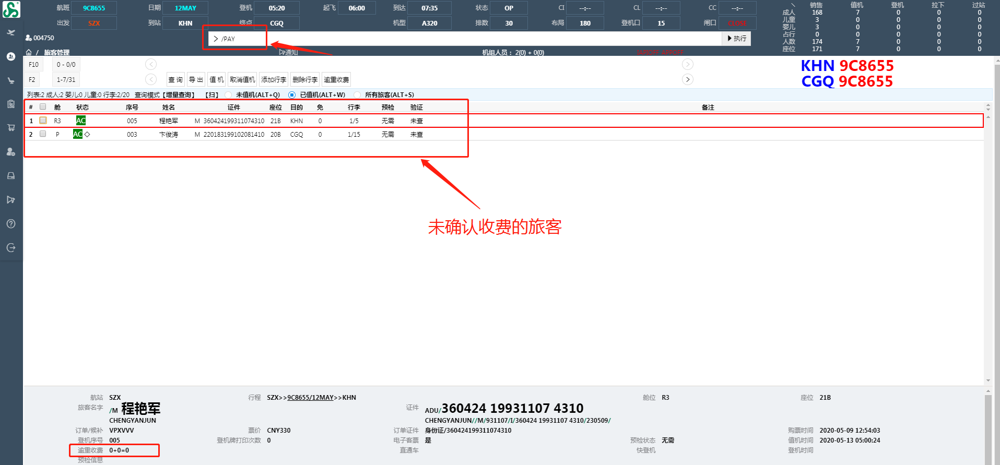 航班 9C8655 日期 12MAY 登机 05:20 起飞 06:00 到达 07:35 状态 OP CI --:-- CL --:-- CC --:--
出发 SZX 到站 KHN 终点 CGQ 机型 A320 排数 30 布局 180 登机口 15 闸口 CLOSE
销售 值机 登机 拉下 过站
成人 168 7 0 0 0
儿童 3 0 0 0 0
婴儿 3 0 0 0 0
占行 0 0 0 0 0
人数 174 7 0 0 0
座位 171 7 0 0 0
004750
> /PAY
执行
/ 旅客管理
通知
机组人员： 2(0) + 0(0)
F10 0 - 0/0
KHN 9C8655
F2 1-7/31
查 询 导 出 值 机 取消值机 添加行李 删除行李 逾重收费
CGQ 9C8655
列表:2 成人:2 婴儿:0 儿童:0 行李:2/20 查询模式【增量查询】 【扫】 未值机(ALT+Q) 已值机(ALT+W) 所有旅客(ALT+S)
# 舱 状态 序号 姓名 证件 座位 目的 免 行李 预检 验证 备注
1 R3 AC 005 程艳军 M 360424199311074310 21B KHN 0 1/5 无需 未查
2 P AC◇ 003 卞俊涛 M 220183199102081410 20B CGQ 0 1/15 无需 未查
未确认收费的旅客
航站 SZX 行程 SZX>>9C8655/12MAY>>KHN 舱位 R3 座位 21B
旅客名字 /M 程艳军 证件 ADU/360424 19931107 4310
CHENGYANJUN CHENGYANJUN//M/931107/I/360424 19931107 4310/230509/
订单/候补 VPXVVV 票价 CNY330 订单证件 身份证/360424199311074310 购票时间 2020-05-09 12:54:03
登机序号 005 登机牌打印次数 0 电子客票 是 预检状态 无需 值机时间 2020-05-13 05:00:24
逾重收费 0+0=0 直通车 快登机 登机时间
预检信息